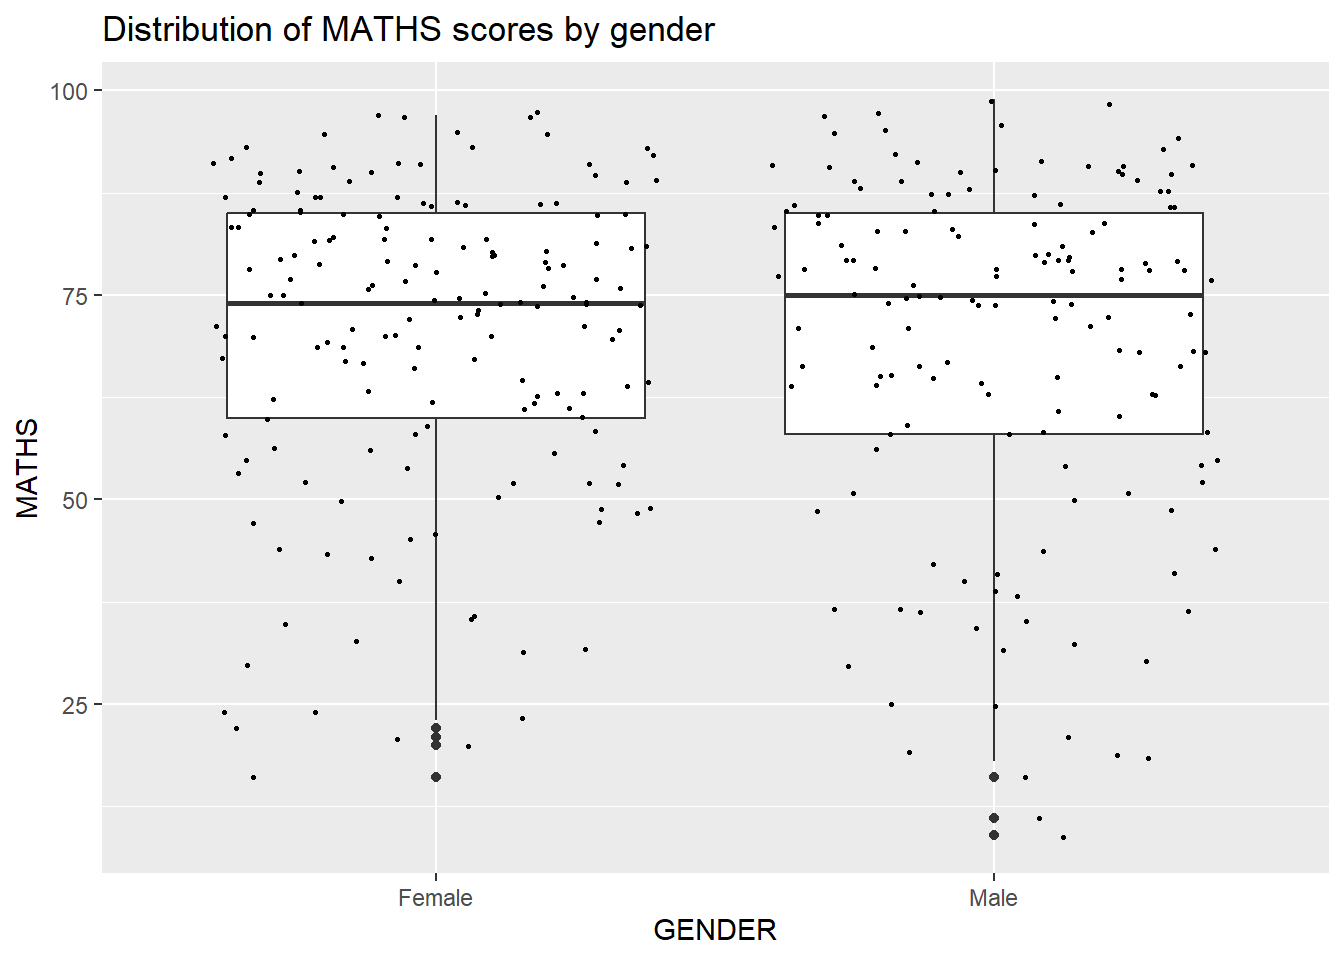 Distribution of MATHS scores by gender
100
75
50
25
MATHS
Female Male
GENDER